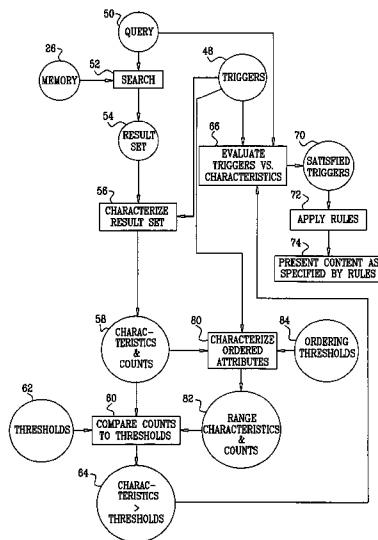 50
QUERY
26
MEMORY
52
SEARCH
48
TRIGGERS
54
RESULT
SET
66
EVALUATE
TRIGGERS VS.
CHARACTERISTICS
70
SATISFIED
TRIGGERS
56
CHARACTERIZE
RESULT SET
72
APPLY RULES
74
PRESENT CONTENT AS
SPECIFIED BY RULES
58
CHARAC-
TERISTICS
&
COUNTS
80
CHARACTERIZE
ORDERED
ATTRIBUTES
84
ORDERING
THRESHOLDS
62
THRESHOLDS
60
COMPARE COUNTS
TO THRESHOLDS
82
RANGE
CHARACTERISTICS
&
COUNTS
64
CHARAC-
TERISTICS
>
THRESHOLDS